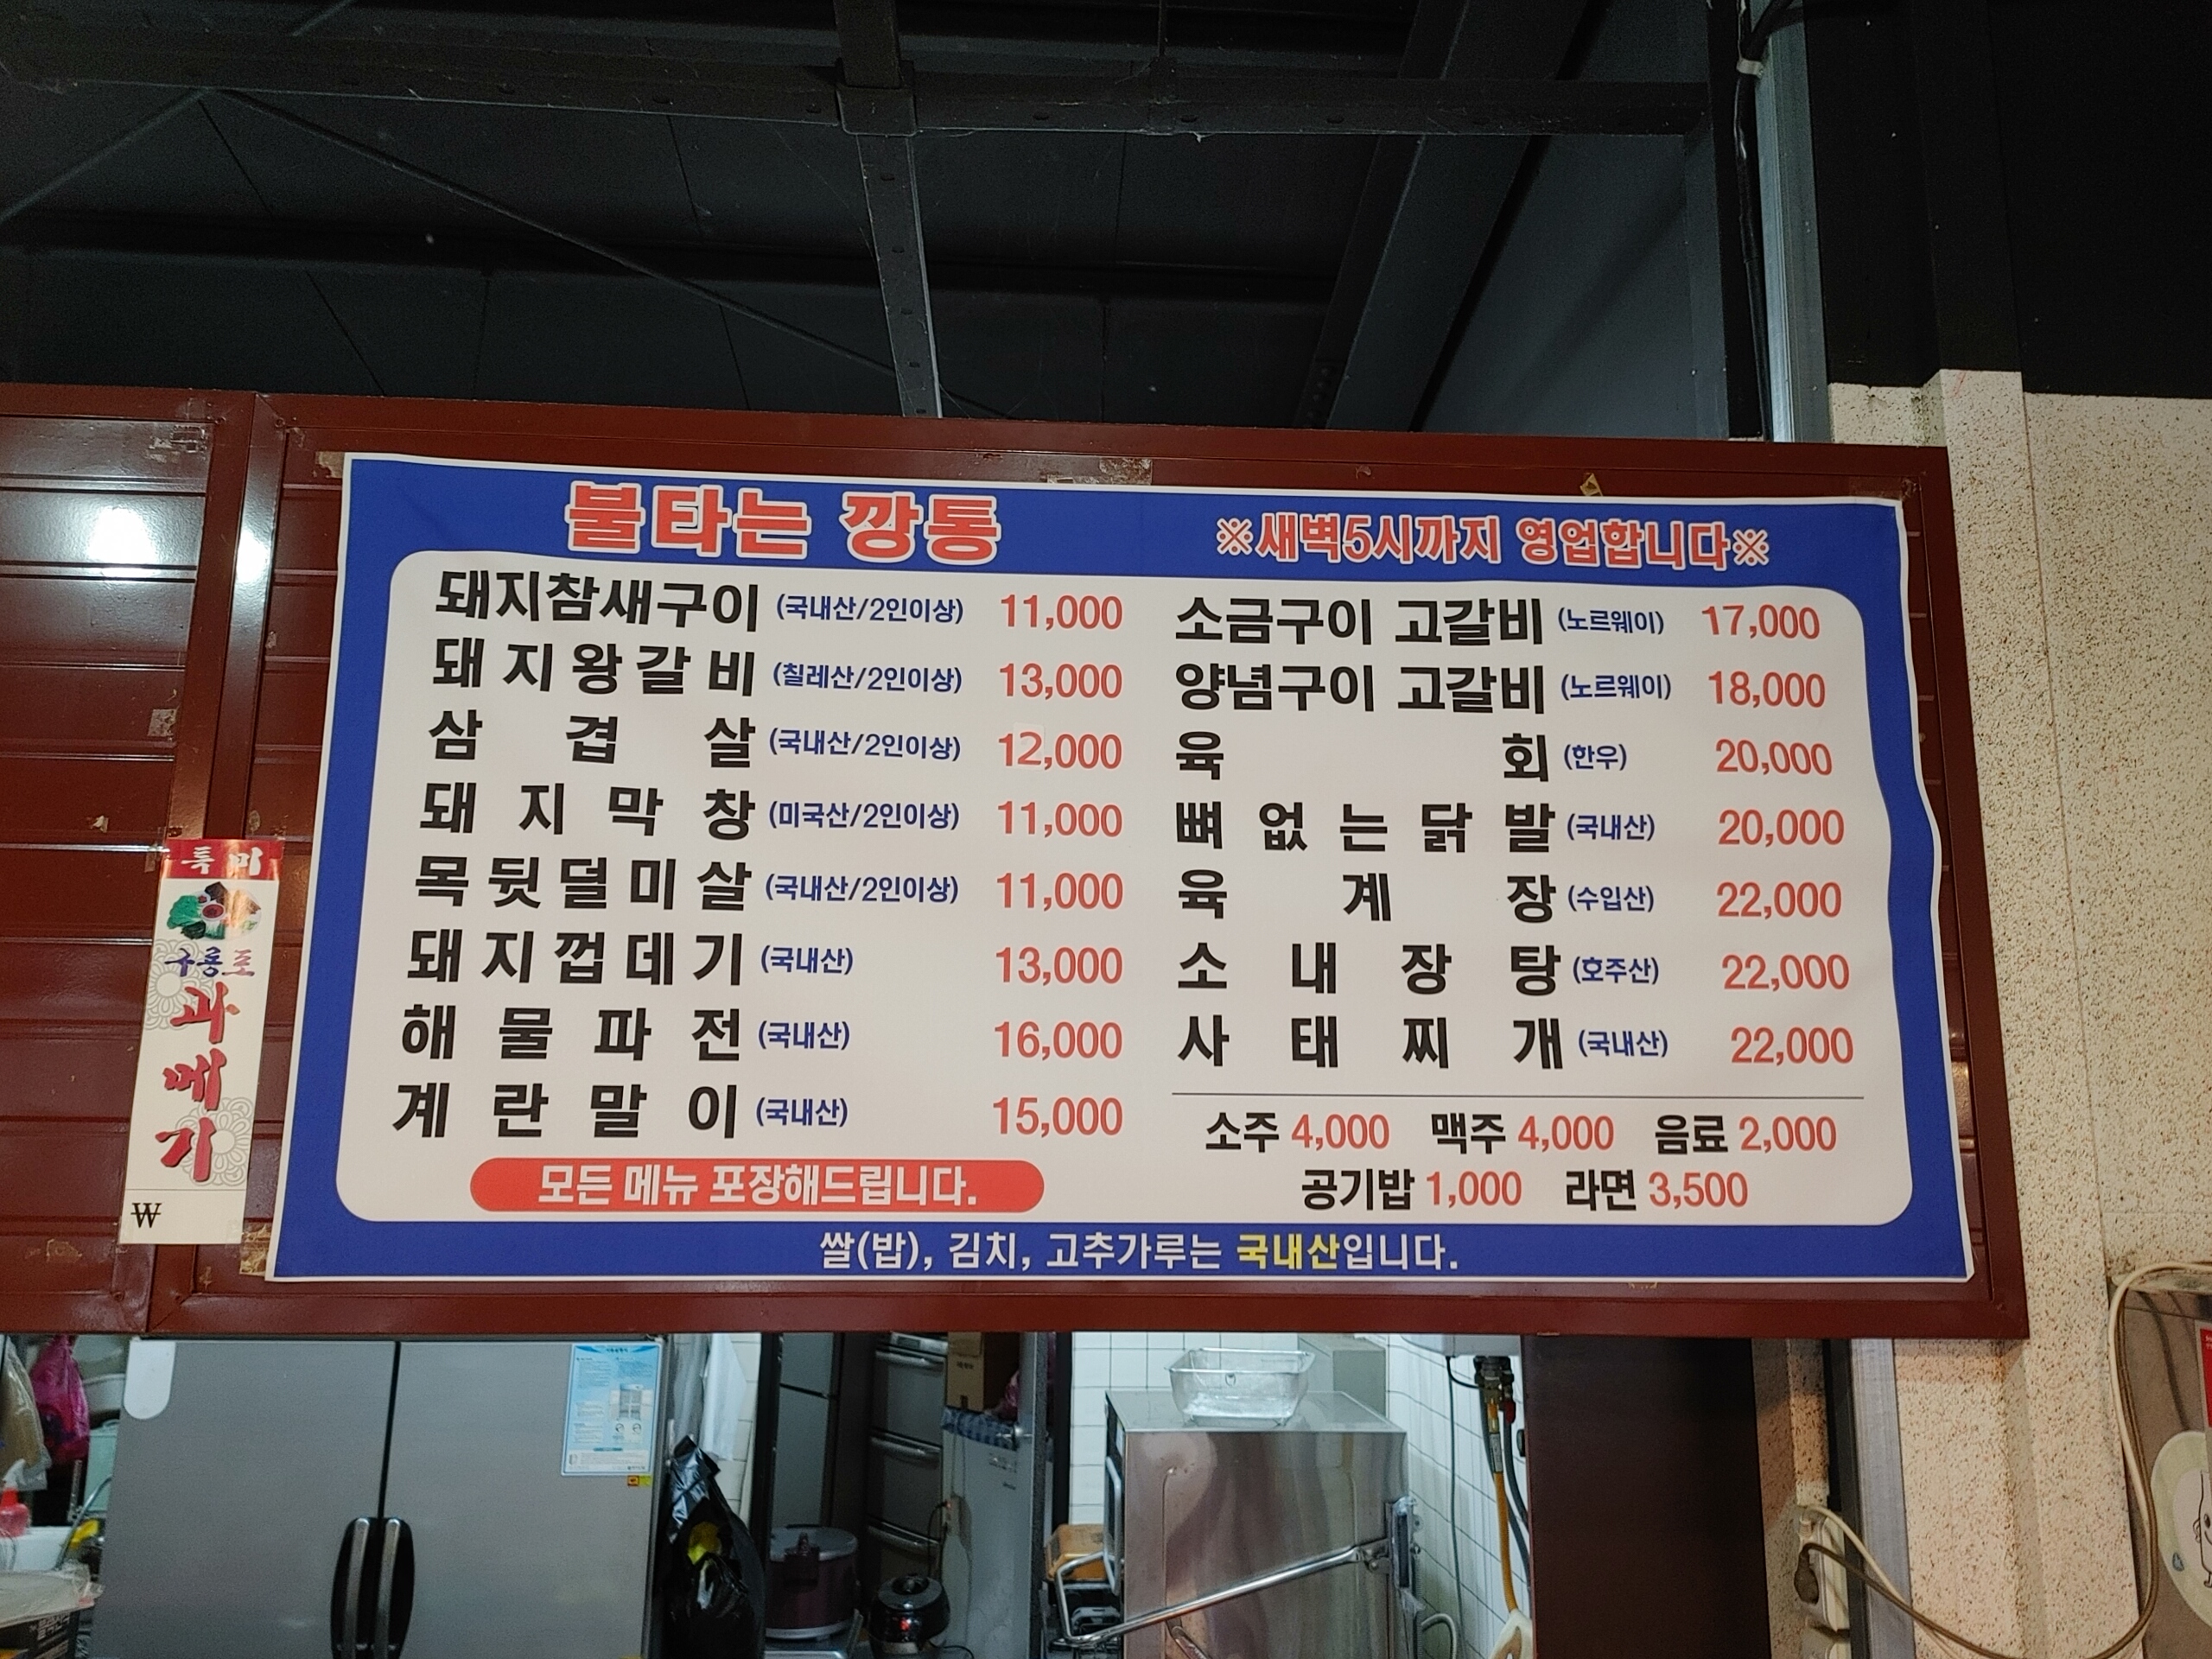 불타는 깡통
※새벽5시까지 영업합니다※
돼지참새구이 (국내산/2인이상) 11,000
돼지왕갈비 (칠레산/2인이상) 13,000
삼겹살 (국내산/2인이상) 12,000
돼지막창 (미국산/2인이상) 11,000
목뒷덜미살 (국내산/2인이상) 11,000
돼지껍데기 (국내산) 13,000
해물파전 (국내산) 16,000
계란말이 (국내산) 15,000
모든 메뉴 포장해드립니다.
소금구이 고갈비 (노르웨이) 17,000
양념구이 고갈비 (노르웨이) 18,000
육회 (한우) 20,000
뼈없는닭발 (국내산) 20,000
육계장 (수입산) 22,000
소내장탕 (호주산) 22,000
사태찌개 (국내산) 22,000
소주 4,000 맥주 4,000 음료 2,000
공기밥 1,000 라면 3,500
쌀(밥), 김치, 고추가루는 국내산입니다.
특미
구룡포
과메기
₩